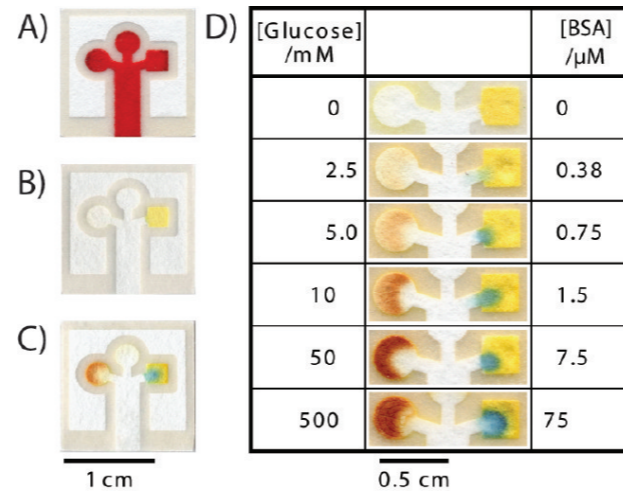 A)
B)
C)
1 cm
D)
[Glucose] /mM
[BSA] /μM
0 0
2.5 0.38
5.0 0.75
10 1.5
50 7.5
500 75
0.5 cm